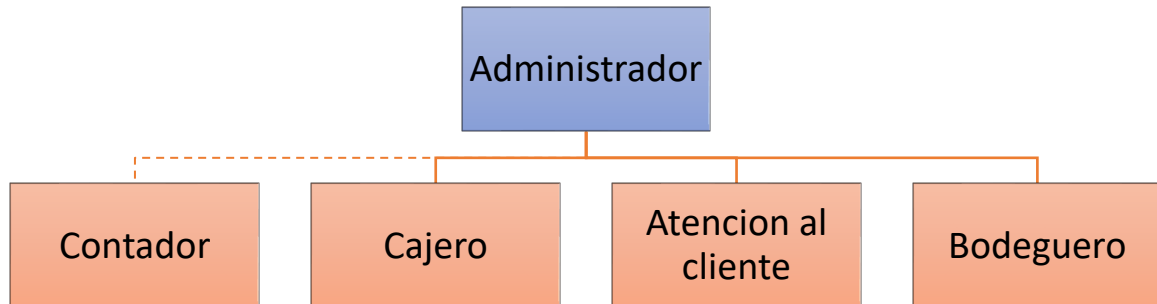 Administrador
Contador
Cajero
Atencion al
cliente
Bodeguero